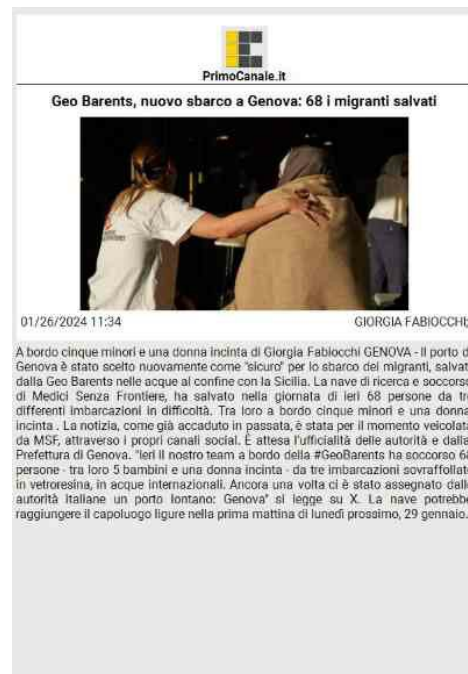 PrimoCanale.it
Geo Barents, nuovo sbarco a Genova: 68 i migranti salvati
01/26/2024 11:34
GIORGIA FABIOCCHI;
A bordo cinque minori e una donna incinta di Giorgia Fabiocchi GENOVA - Il porto d
Genova è stato scelto nuovamente come "sicuro" per lo sbarco dei migranti, salvat
dalla Geo Barents nelle acque al confine con la Sicilia. La nave di ricerca e soccorso
di Medici Senza Frontiere, ha salvato nella giornata di ieri 68 persone da tre
differenti imbarcazioni in difficoltà. Tra loro a bordo cinque minori e una donna
incinta . La notizia, come già accaduto in passata, è stata per il momento veicolata
da MSF, attraverso i propri canali social. È attesa l'ufficialità delle autorità e dalla
Prefettura di Genova. "Ieri il nostro team a bordo della #GeoBarents ha soccorso 68
persone - tra loro 5 bambini e una donna incinta - da tre imbarcazioni sovraffollate
in vetroresina, in acque internazionali. Ancora una volta ci è stato assegnato dalle
autorità italiane un porto lontano: Genova" si legge su X. La nave potrebbe
raggiungere il capoluogo ligure nella prima mattina di lunedì prossimo, 29 gennaio.